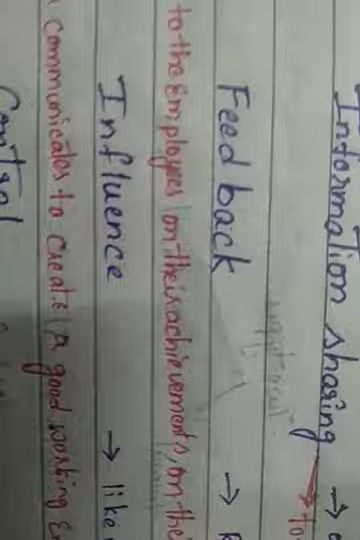 Information sharing →
→ to
Feed back →
to the Employees on their achievements, on the
Influence → like
communicates to create a good working
Control